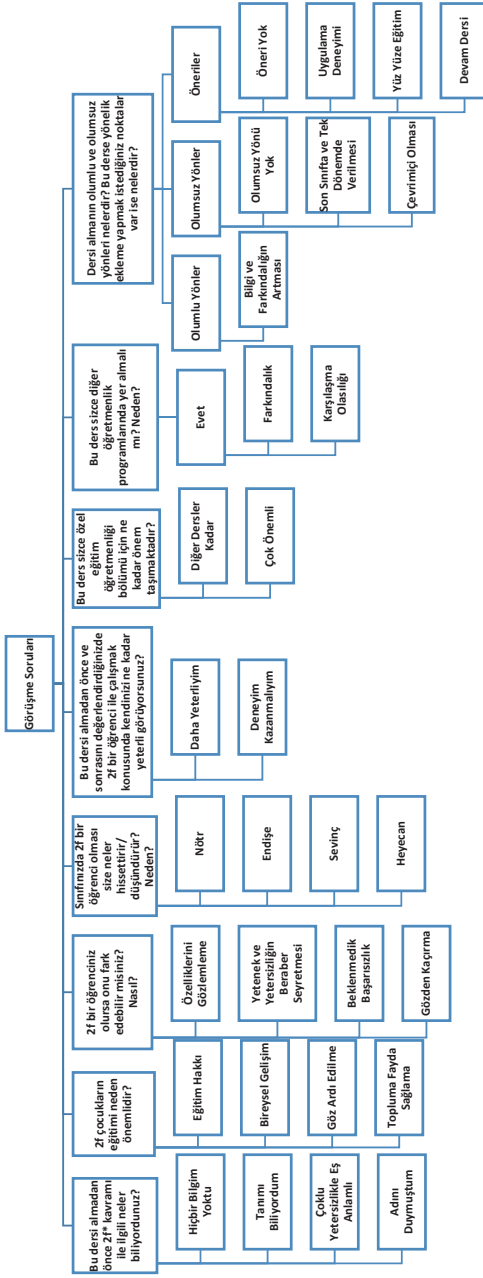 Görüşme Soruları
Bu dersi almadan
önce 2f* kavramı
ile ilgili neler
biliyordunuz?
Hiçbir Bilgim
Yoktu
Tanımı
Biliyordum
Çoklu
Yetersizlikle Eş
Anlamlı
Adını
Duymuştum
2f çocukların
eğitimi neden
önemlidir?
Eğitim Hakkı
Bireysel Gelişim
Göz Ardı Edilme
Topluma Fayda
Sağlama
2f bir öğrenciniz
olursa onu fark
edebilir misiniz?
Nasıl?
Özelliklerini
Gözlemleme
Yetenek ve
Yetersizliğin
Beraber
Seyretmesi
Beklenmedik
Başarısızlık
Gözden Kaçırma
Sınıfınızda 2f bir
öğrenci olması
size neler
hissettirir/
düşündürür?
Neden?
Nötr
Endişe
Sevinç
Heyecan
Bu dersi almadan önce ve
sonrasını değerlendirdiğinizde
2f bir öğrenci ile çalışmak
konusunda kendinizi ne kadar
yeterli görüyorsunuz?
Daha Yeterliyim
Deneyim
Kazanmalıyım
Bu ders sizce özel
eğitim
öğretmenliği
bölümü için ne
kadar önem
taşımaktadır?
Diğer Dersler
Kadar
Çok Önemli
Bu ders sizce diğer
öğretmenlik
programlarında yer almalı
mı? Neden?
Evet
Farkındalık
Karşılaşma
Olasılığı
Dersi almanın olumlu ve olumsuz
yönleri nelerdir? Bu derse yönelik
ekleme yapmak istediğiniz noktalar
var ise nelerdir?
Olumlu Yönler
Bilgi ve
Farkındalığın
Artması
Olumsuz Yönler
Olumsuz Yönü
Yok
Son Sınıfta ve Tek
Dönemde
Verilmesi
Çevrimiçi Olması
Öneriler
Öneri Yok
Uygulama
Deneyimi
Yüz Yüze Eğitim
Devam Dersi